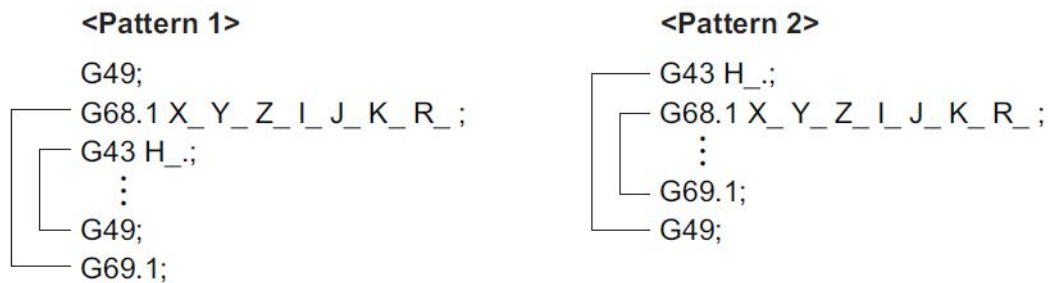 <Pattern 1>
G49;
G68.1 X_ Y_ Z_ I_ J_ K_ R_ ;
G43 H_.;
⋮
G49;
G69.1;
<Pattern 2>
G43 H_.;
G68.1 X_ Y_ Z_ I_ J_ K_ R_ ;
⋮
G69.1;
G49;